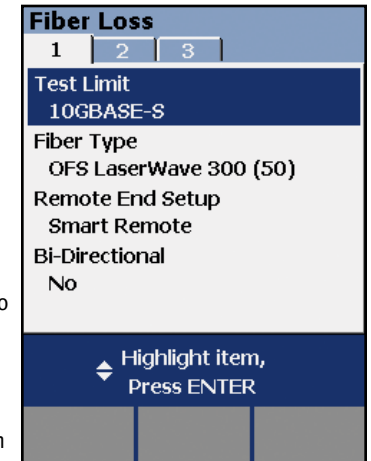 Fiber Loss
1 2 3
Test Limit
10GBASE-S
Fiber Type
OFS LaserWave 300 (50)
Remote End Setup
Smart Remote
Bi-Directional
No
o
Highlight item,
Press ENTER